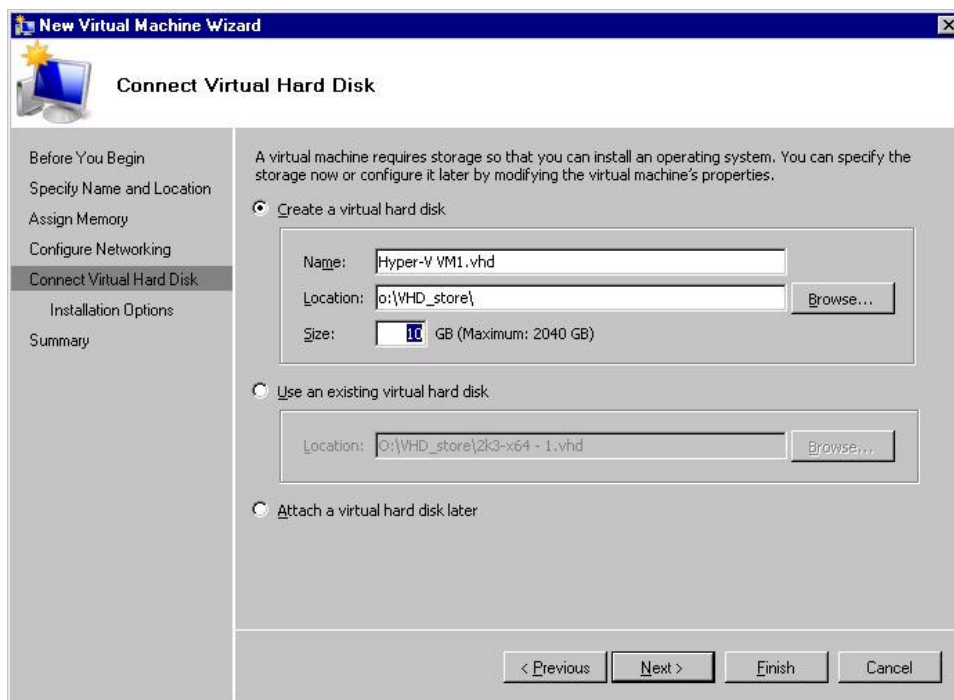 New Virtual Machine Wizard
Connect Virtual Hard Disk
Before You Begin
Specify Name and Location
Assign Memory
Configure Networking
Connect Virtual Hard Disk
Installation Options
Summary
A virtual machine requires storage so that you can install an operating system. You can specify the
storage now or configure it later by modifying the virtual machine's properties.
Create a virtual hard disk
Name: Hyper-V VM1.vhd
Location: o:\VHD_store\ Browse...
Size: 10 GB (Maximum: 2040 GB)
Use an existing virtual hard disk
Location: O:\VHD_store\2k3-x64 - 1.vhd Browse...
Attach a virtual hard disk later
< Previous Next > Finish Cancel